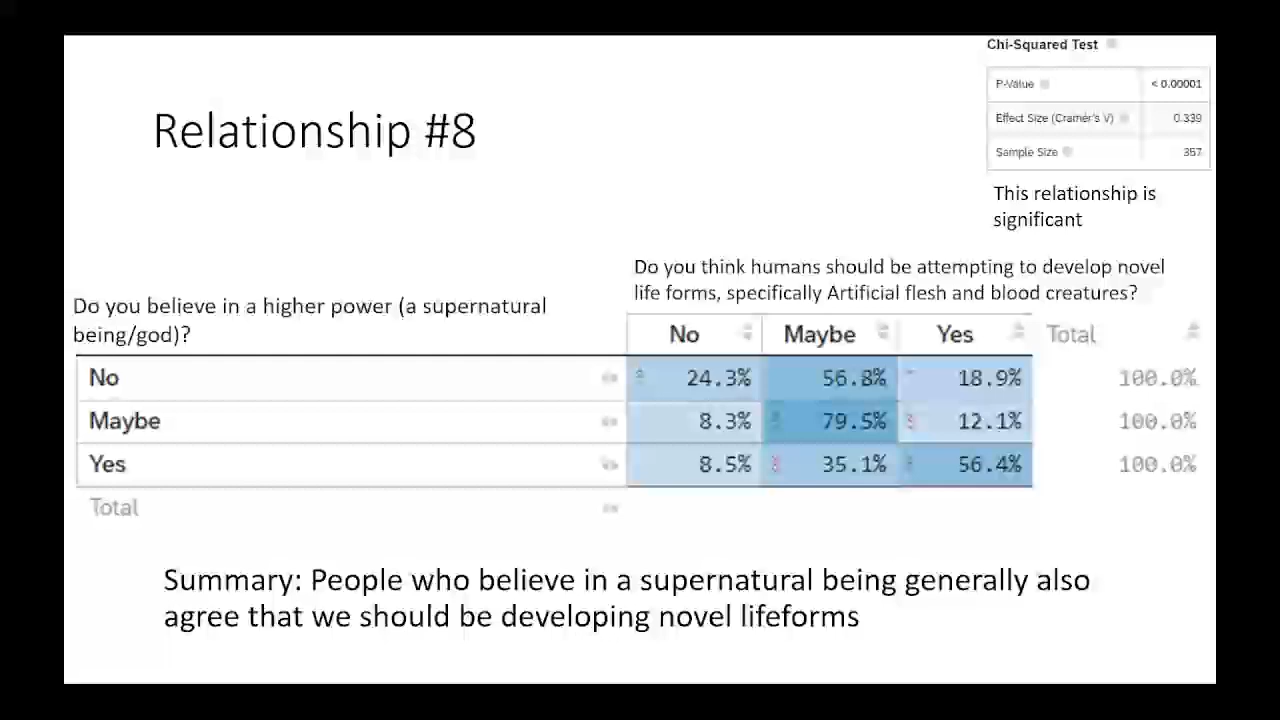 Chi-Squared Test
P-Value < 0.00001
Effect Size (Cramer's V) 0.339
Sample Size 357
Relationship #8
This relationship is
significant
Do you think humans should be attempting to develop novel
life forms, specifically Artificial flesh and blood creatures?
Do you believe in a higher power (a supernatural
being/god)?
No Maybe Yes Total
No 24.3% 56.8% 18.9% 100.0%
Maybe 8.3% 79.5% 12.1% 100.0%
Yes 8.5% 35.1% 56.4% 100.0%
Total
Summary: People who believe in a supernatural being generally also
agree that we should be developing novel lifeforms